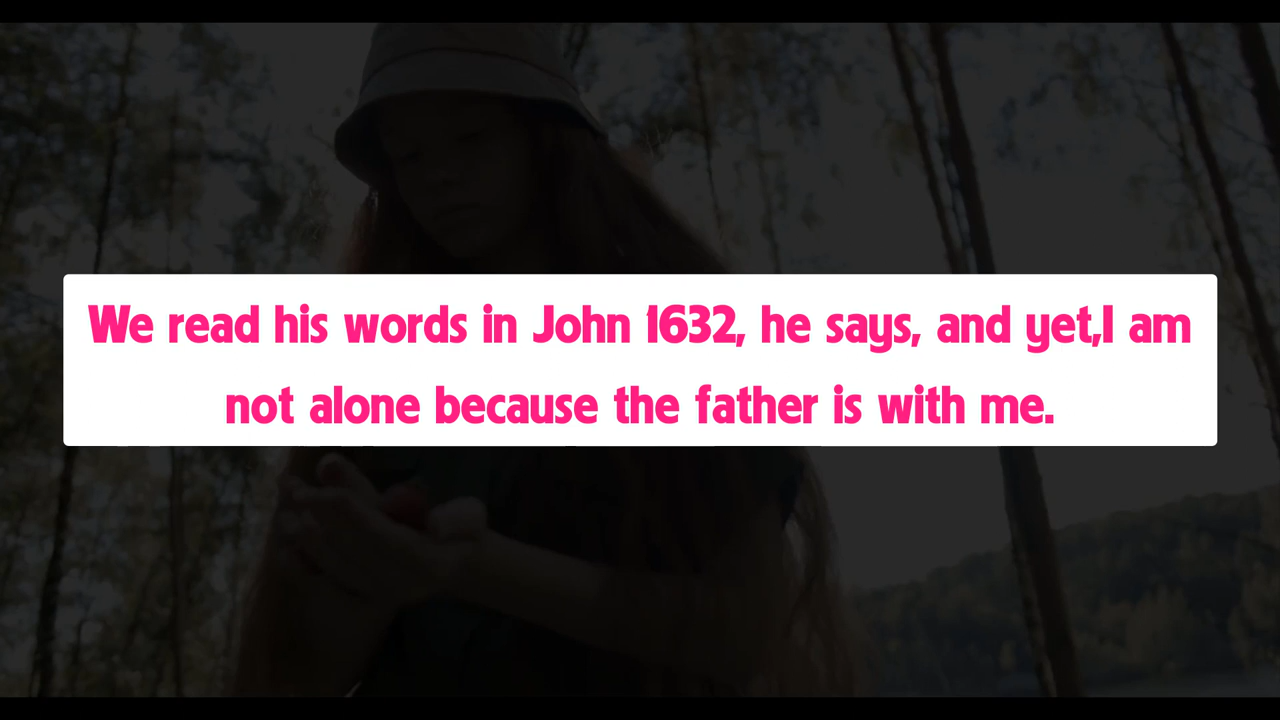 We read his words in John 1632, he says, and yet,I am
not alone because the father is with me.